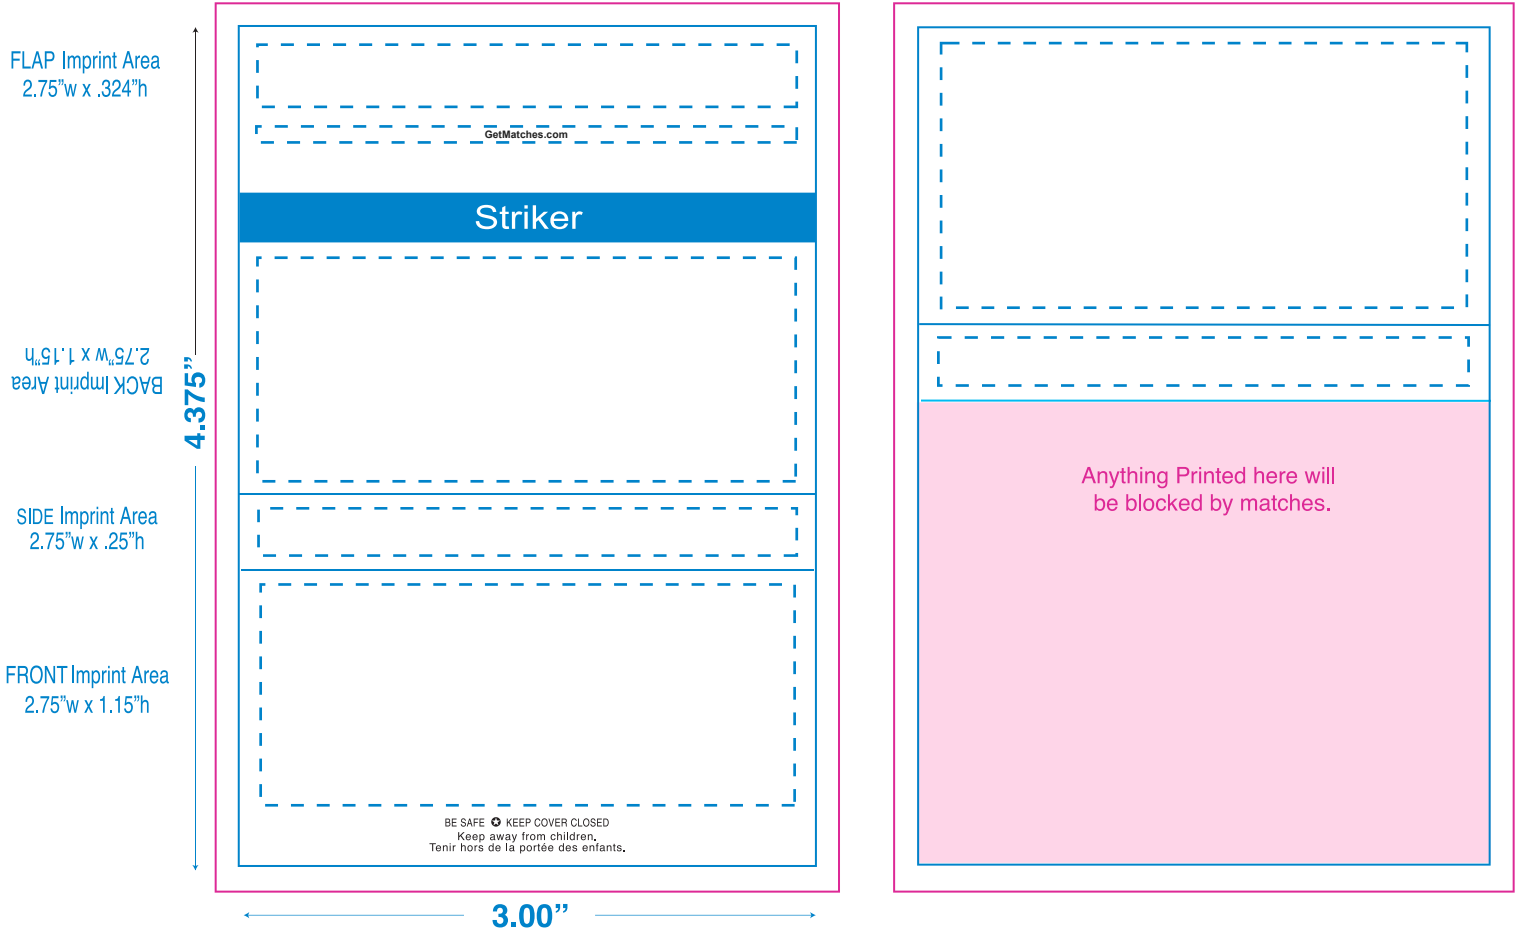 FLAP Imprint Area
2.75”w x .324”h
GetMatches.com
Striker
BACK Imprint Area
2.75”w x 1.15”h
4.375”
SIDE Imprint Area
2.75”w x .25”h
FRONT Imprint Area
2.75”w x 1.15”h
BE SAFE ✪ KEEP COVER CLOSED
Keep away from children.
Tenir hors de la portée des enfants.
3.00”
Anything Printed here will
be blocked by matches.